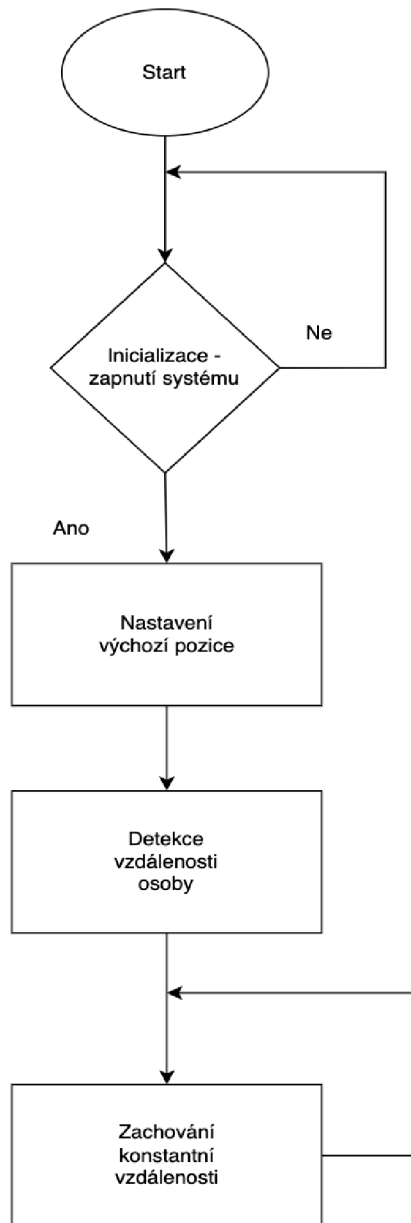 Start
Ne
Inicializace -
zapnutí systému
Ano
Nastavení
výchozí pozice
Detekce
vzdálenosti
osoby
Zachování
konstantní
vzdálenosti